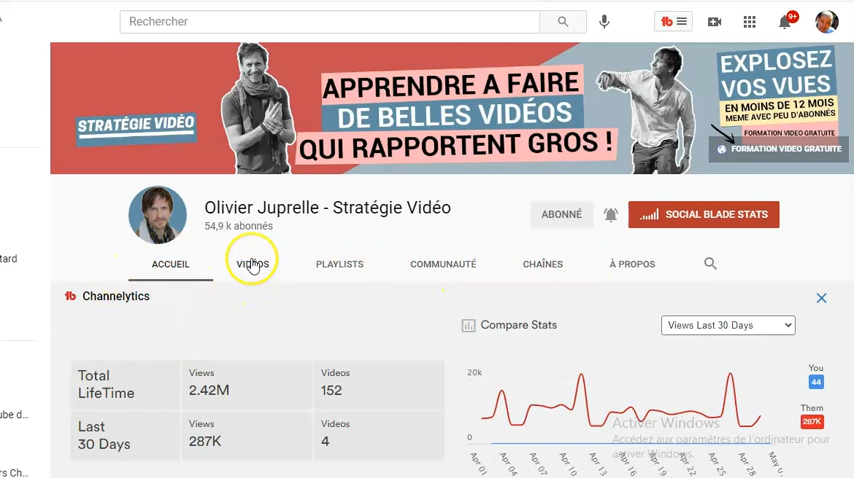 Rechercher
9+
STRATÉGIE VIDÉO
APPRENDRE A FAIRE
DE BELLES VIDÉOS
QUI RAPPORTENT GROS !
EXPLOSEZ
VOS VUES
EN MOINS DE 12 MOIS
MEME AVEC PEU D'ABONNÉS
FORMATION VIDEO GRATUITE
FORMATION VIDÉO GRATUITE
Olivier Juprelle - Stratégie Vidéo
54,9 k abonnés
ABONNÉ
SOCIAL BLADE STATS
tard
ACCUEIL
VIDÉOS
PLAYLISTS
COMMUNAUTÉ
CHAÎNES
À PROPOS
tb Channelytics
Compare Stats
Views Last 30 Days
Total
LifeTime
Views
2.42M
Videos
152
Last
30 Days
Views
287K
Videos
4
20k
0
You
44
Them
287K
Apr 01
Apr 04
Apr 07
Apr 10
Apr 13
Apr 16
Apr 19
Apr 22
Apr 25
Apr 28
Activer Windows
Accédez aux paramètres de l'ordinateur pour
activer Windows.
ube d...
rs Ch...